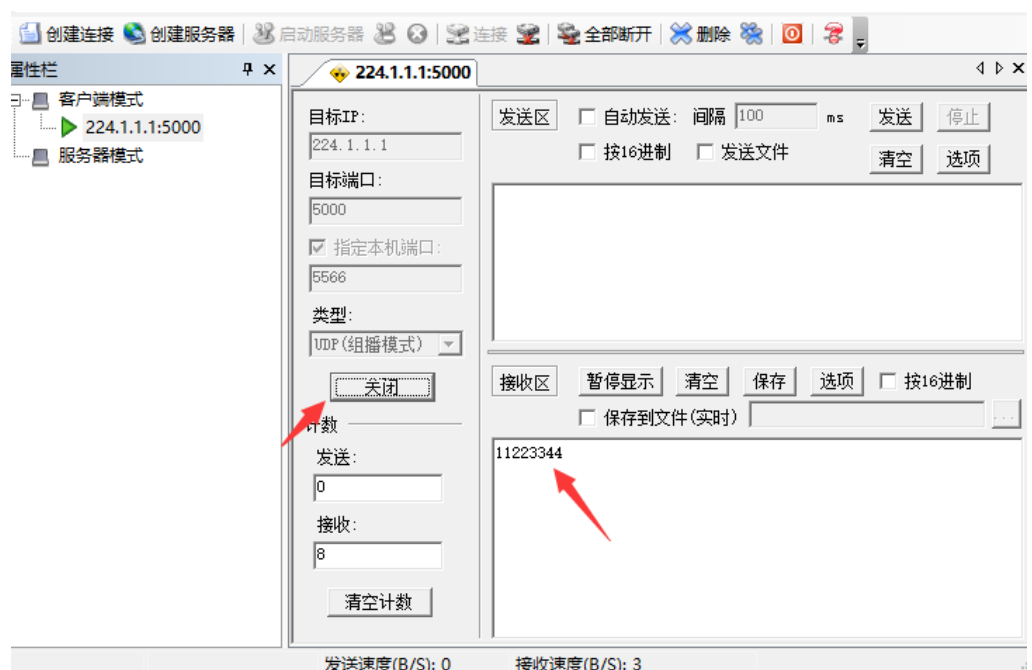 创建连接 创建服务器 启动服务器 连接 全部断开 删除
属性栏
客户端模式
224.1.1.1:5000
服务器模式
224.1.1.1:5000
目标IP:
224.1.1.1
目标端口:
5000
指定本机端口:
5566
类型:
UDP(组播模式)
关闭
计数
发送:
0
接收:
8
清空计数
发送区 自动发送: 间隔 100 ms 发送 停止
按16进制 发送文件 清空 选项
接收区 暂停显示 清空 保存 选项 按16进制
保存到文件(实时) ...
11223344
发送速度(B/S): 0 接收速度(B/S): 3